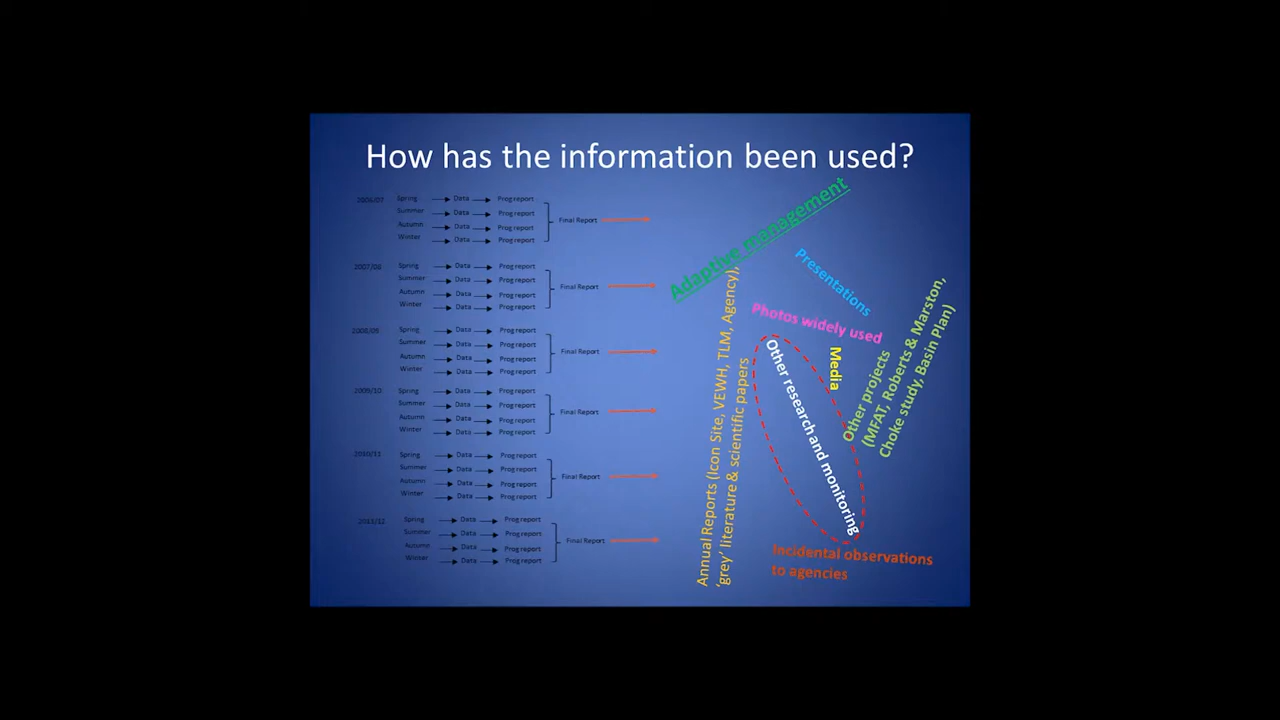 How has the information been used?
2006/07 Spring Data Prog report
Summer Data Prog report
Autumn Data Prog report
Winter Data Prog report
Final Report
2007/08 Spring Data Prog report
Summer Data Prog report
Autumn Data Prog report
Winter Data Prog report
Final Report
2008/09 Spring Data Prog report
Summer Data Prog report
Autumn Data Prog report
Winter Data Prog report
Final Report
2009/10 Spring Data Prog report
Summer Data Prog report
Autumn Data Prog report
Winter Data Prog report
Final Report
2010/11 Spring Data Prog report
Summer Data Prog report
Autumn Data Prog report
Winter Data Prog report
Final Report
Spring Data Prog report
Summer Data Prog report
Autumn Data Prog report
Winter Data Prog report
Final Report
Adaptive management
Presentations
Photos widely used
Media
Other research and monitoring
Other projects
(MFAT, Roberts & Marston,
Choke study, Basin Plan)
Annual Reports (Icon Site, VEWH, TLM, Agency),
'grey' literature & scientific papers
Incidental observations
to agencies